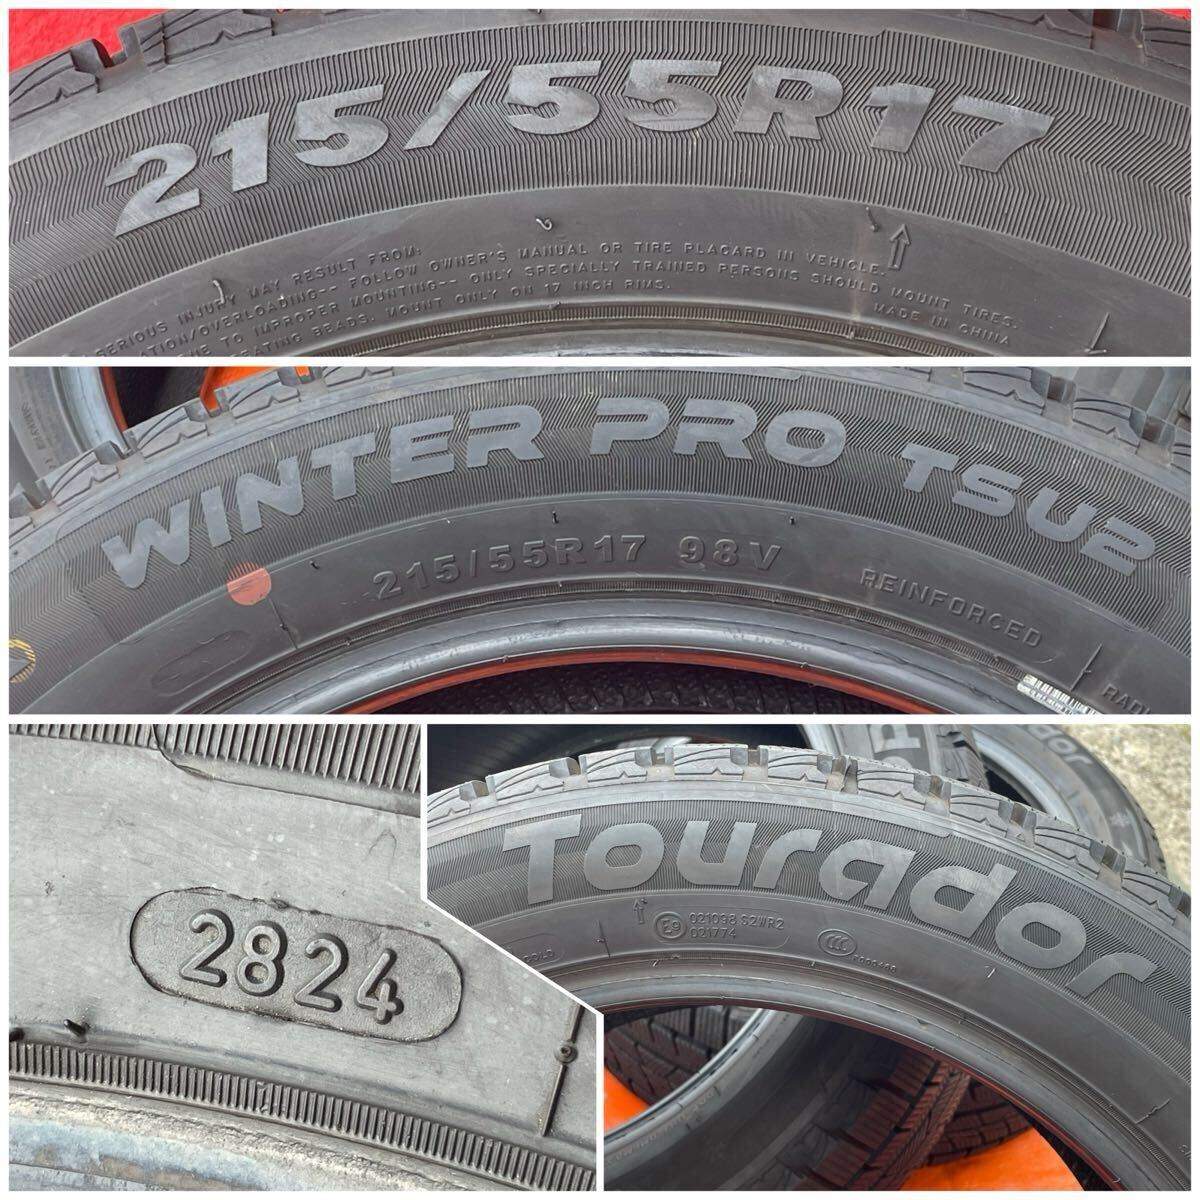 215/55R17
SERIOUS INJURY MAY RESULT FROM:
OVERLOADING-- FOLLOW OWNER'S MANUAL OR TIRE PLACARD IN VEHICLE.
TO IMPROPER MOUNTING-- ONLY SPECIALLY TRAINED PERSONS SHOULD MOUNT TIRES.
BEADS. MOUNT ONLY ON 17 INCH RIMS.
MADE IN CHINA
WINTER PRO TSU2
215/55R17 98V
REINFORCED
2824
Tourador
E9 021098 S2WR2
021774
CCC